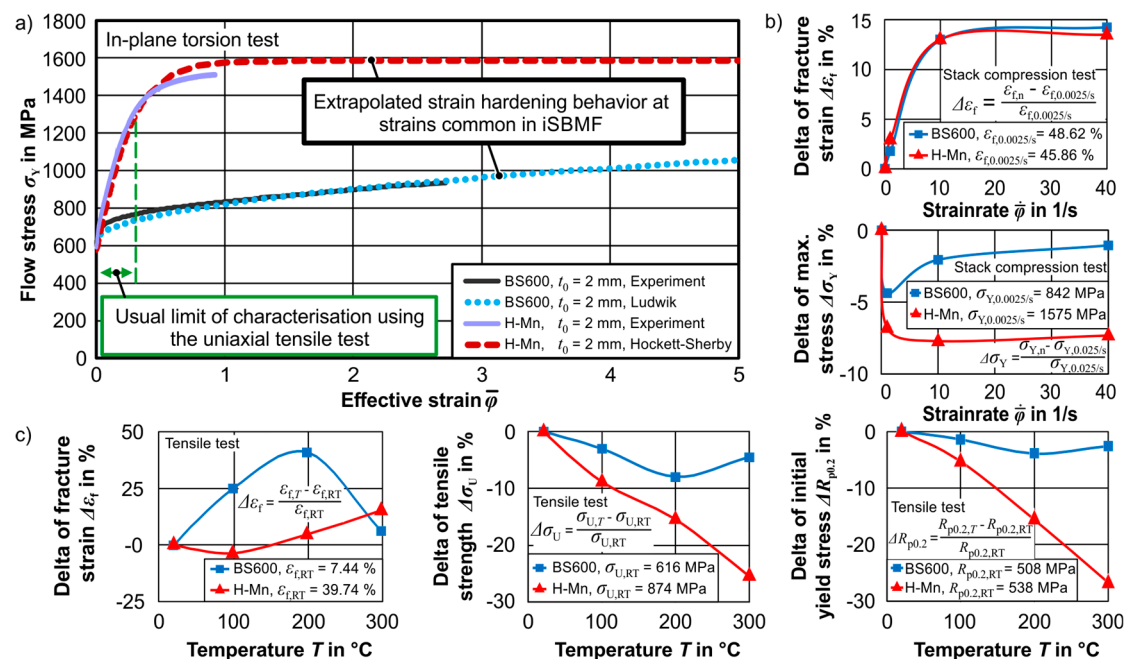 a)
1800
1600
1400
1200
1000
800
600
400
200
0
Flow stress σY in MPa
In-plane torsion test
Extrapolated strain hardening behavior at
strains common in iSBMF
Usual limit of characterisation using
the uniaxial tensile test
BS600, t0 = 2 mm, Experiment
BS600, t0 = 2 mm, Ludwik
H-Mn, t0 = 2 mm, Experiment
H-Mn, t0 = 2 mm, Hockett-Sherby
0 1 2 3 4 5
Effective strain φ̅
b)
Delta of fracture
strain Δεf in %
15
10
5
0
Stack compression test
Δεf = (εf,n - εf,0.0025/s)/εf,0.0025/s
BS600, εf,0.0025/s = 48.62 %
H-Mn, εf,0.0025/s = 45.86 %
0 10 20 30 40
Strainrate φ̅̇ in 1/s
Delta of max.
stress ΔσY in %
0
-5
-10
Stack compression test
BS600, σY,0.0025/s = 842 MPa
H-Mn, σY,0.0025/s = 1575 MPa
ΔσY = (σY,n - σY,0.025/s)/σY,0.025/s
0 10 20 30 40
Strainrate φ̅̇ in 1/s
c)
Delta of fracture
strain Δεf in %
50
25
-0
-25
Tensile test
Δεf = (εf,T - εf,RT)/εf,RT
BS600, εf,RT = 7.44 %
H-Mn, εf,RT = 39.74 %
0 100 200 300
Temperature T in °C
Delta of tensile
strength ΔσU in %
0
-10
-20
-30
Tensile test
ΔσU = (σU,T - σU,RT)/σU,RT
BS600, σU,RT = 616 MPa
H-Mn, σU,RT = 874 MPa
0 100 200 300
Temperature T in °C
Delta of initial
yield stress ΔRp0.2 in %
0
-10
-20
-30
Tensile test
ΔRp0.2 = (Rp0.2,T - Rp0.2,RT)/Rp0.2,RT
BS600, Rp0.2,RT = 508 MPa
H-Mn, Rp0.2,RT = 538 MPa
0 100 200 300
Temperature T in °C